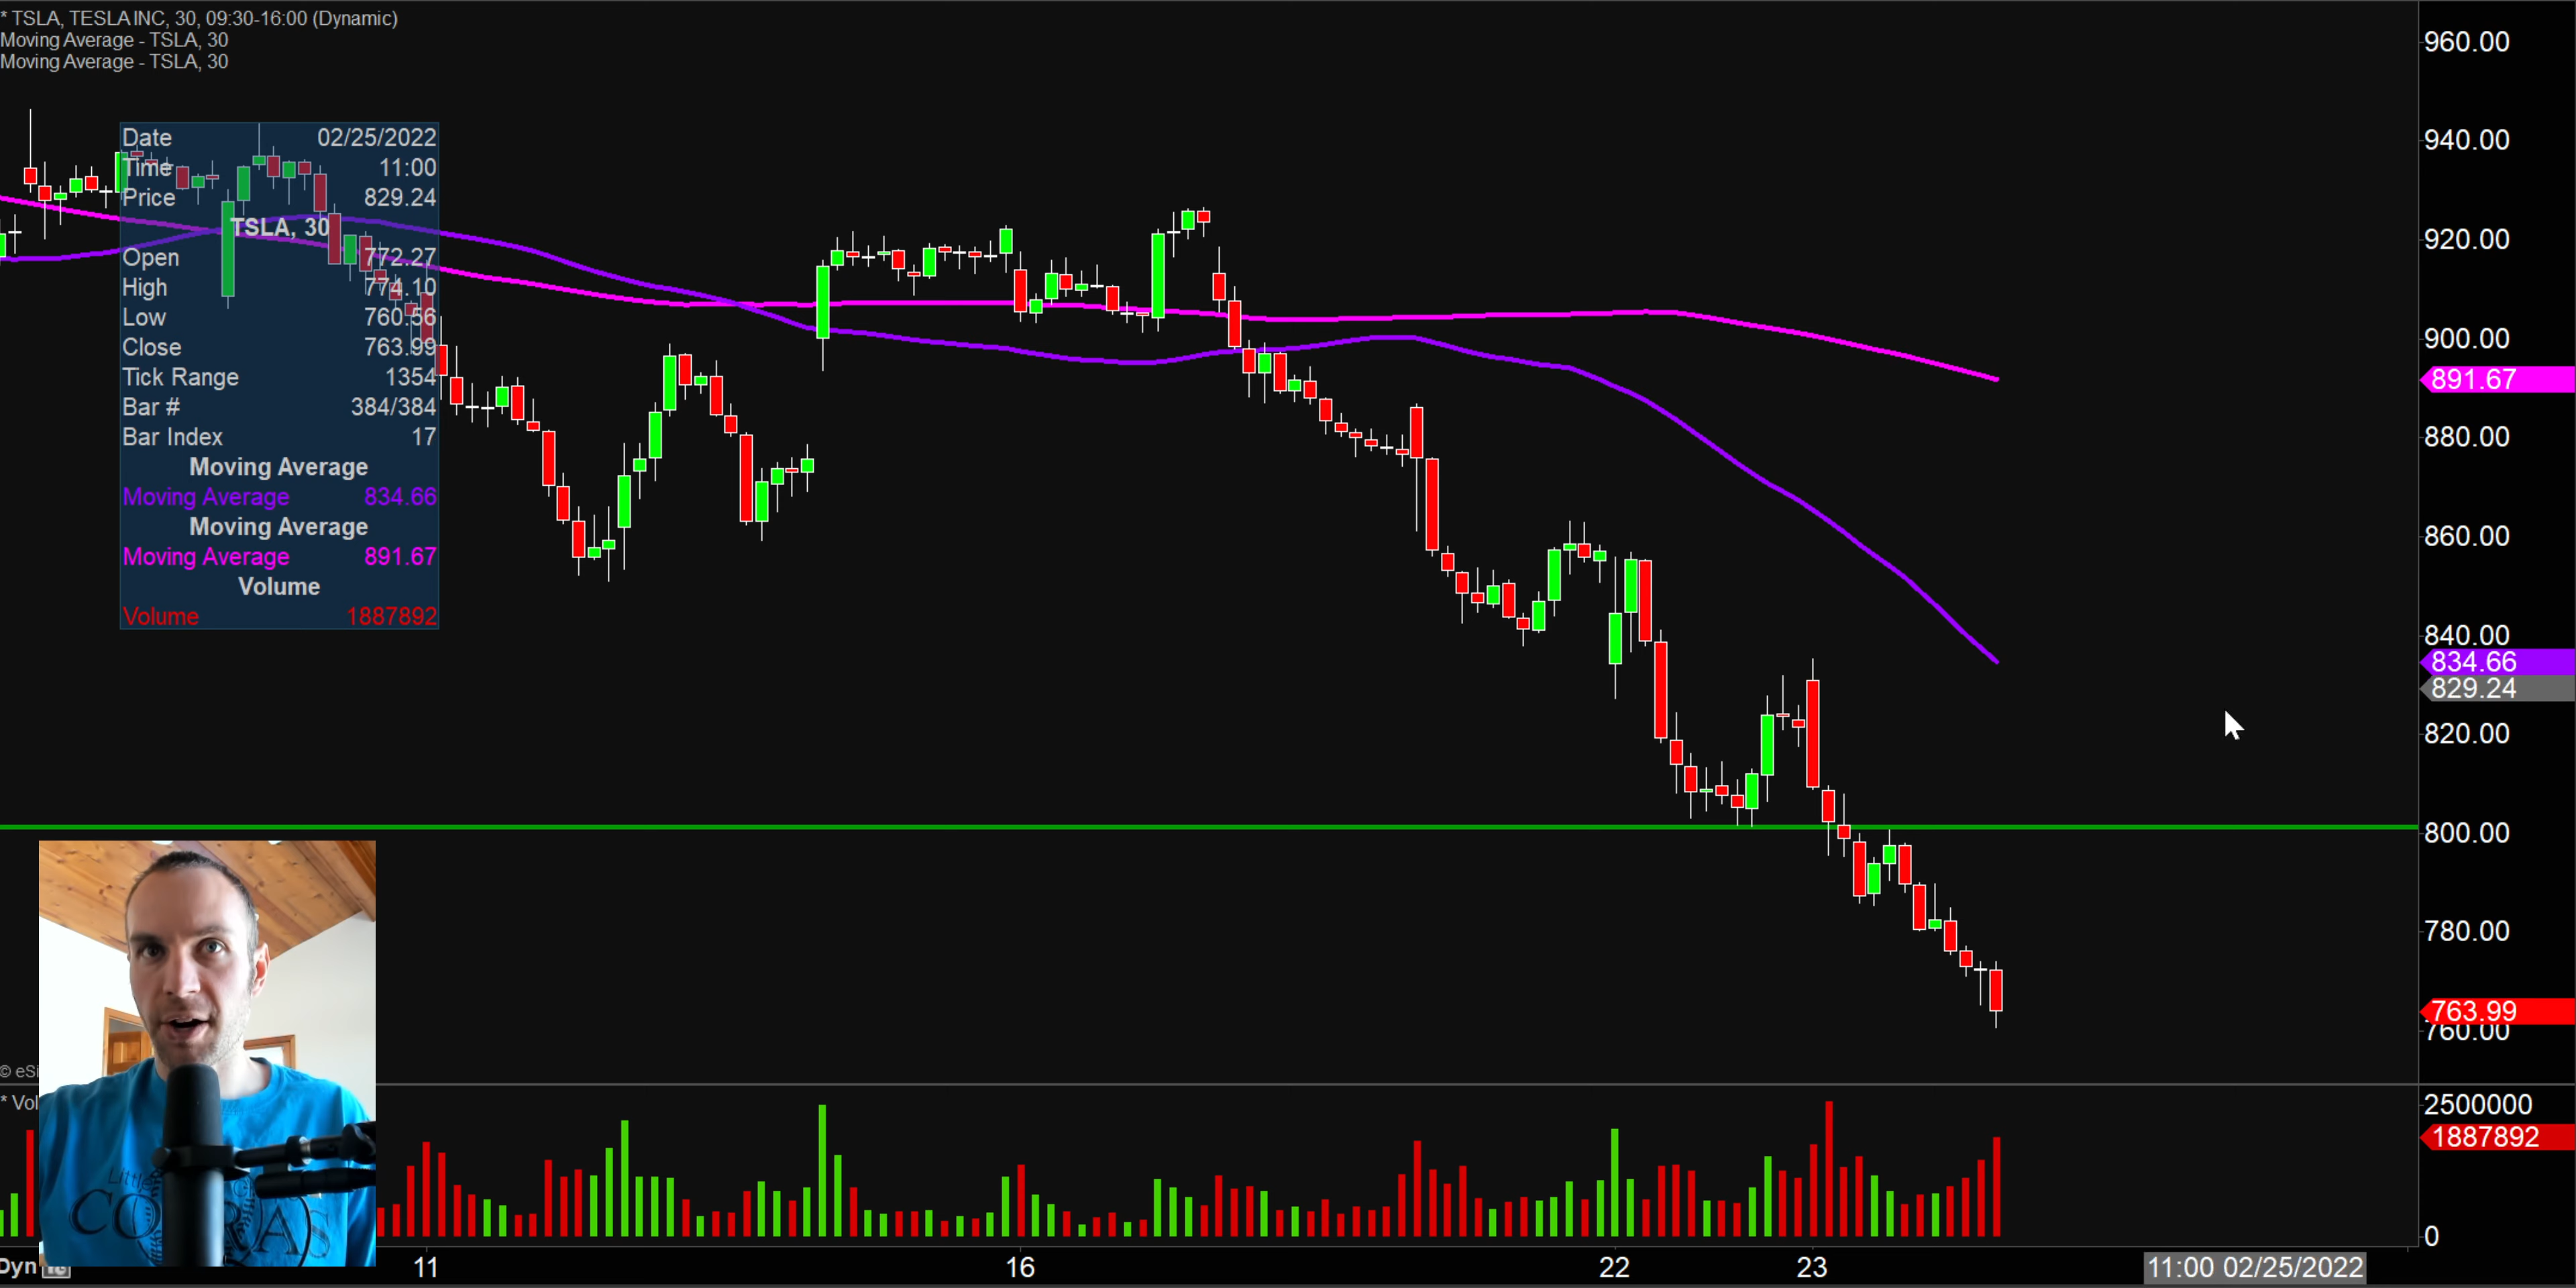 * TSLA, TESLA INC, 30, 09:30-16:00 (Dynamic)
Moving Average - TSLA, 30
Moving Average - TSLA, 30
Date 02/25/2022
Time 11:00
Price 829.24
TSLA, 30
Open 772.27
High 774.10
Low 760.56
Close 763.99
Tick Range 1354
Bar # 384/384
Bar Index 17
Moving Average
Moving Average 834.66
Moving Average
Moving Average 891.67
Volume
Volume 1887892
960.00
940.00
920.00
900.00
891.67
880.00
860.00
840.00
834.66
829.24
820.00
800.00
780.00
763.99
760.00
© eSi
* Vol
2500000
1887892
0
Little
Dyn
11
16
22
23
11:00 02/25/2022